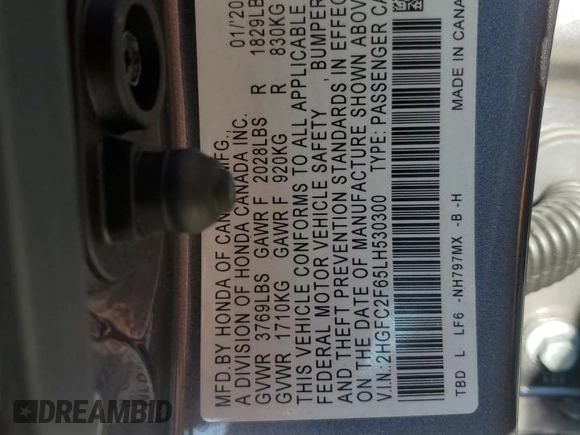 MFD.BY HONDA OF CAN MFG.,
A DIVISION OF HONDA CANADA INC. 01/20
GVWR 3769LBS GAWR F 2028LBS R 1829LB
GVWR 1710KG GAWR F 920KG R 830KG
THIS VEHICLE CONFORMS TO ALL APPLICABLE
FEDERAL MOTOR VEHICLE SAFETY , BUMPER
AND THEFT PREVENTION STANDARDS IN EFFEC
ON THE DATE OF MANUFACTURE SHOWN ABOVE
V.I.N.:2HGFC2F65LH530300 TYPE:PASSENGER CA
TBD L LF6 -NH797MX -B -H MADE IN CANA
DREAMBID